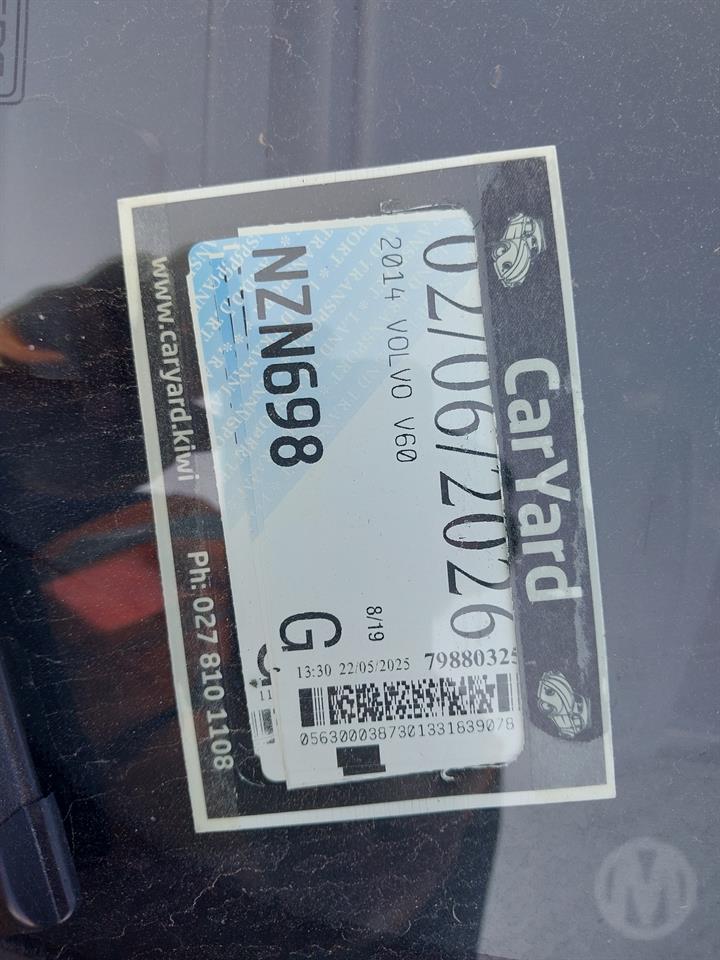 CarYard
02/06/2026
2014 VOLVO V60
8/19
NZN698
G
13:30 22/05/2025 79880325
0563000387301331839078
www.caryard.kiwi Ph: 027 810 1108
M